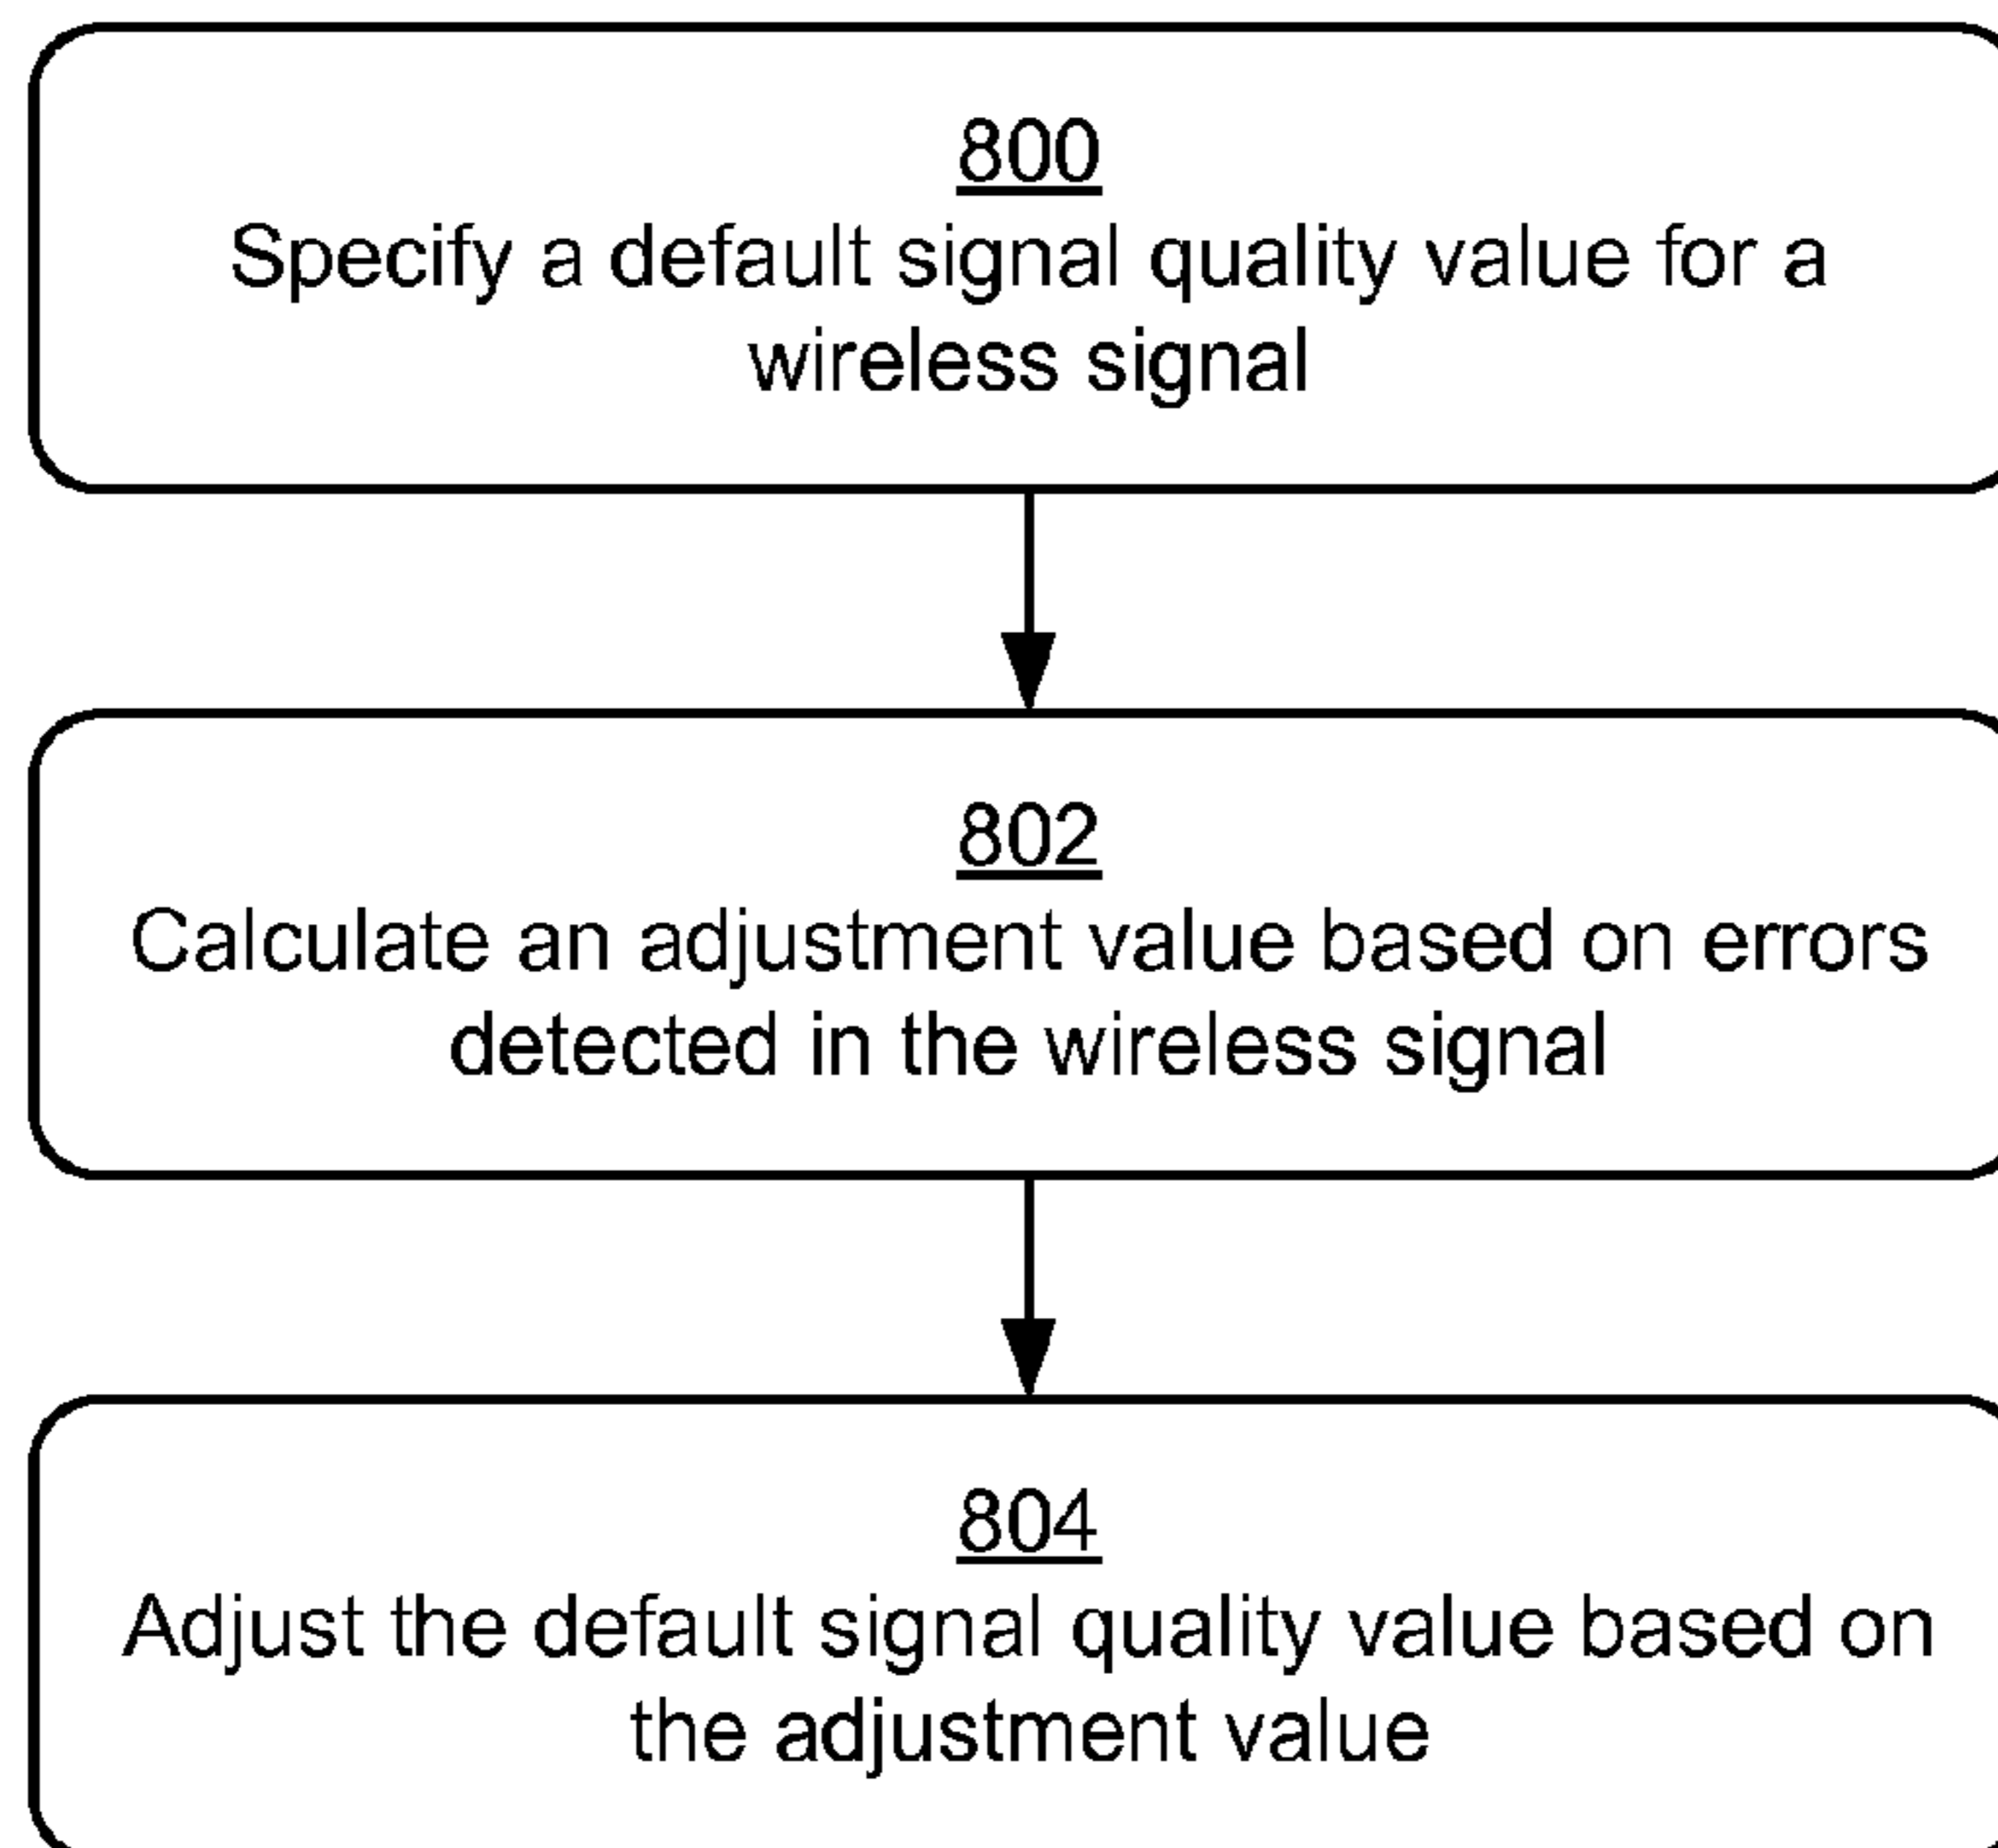 800
Specify a default signal quality value for a
wireless signal
802
Calculate an adjustment value based on errors
detected in the wireless signal
804
Adjust the default signal quality value based on
the adjustment value